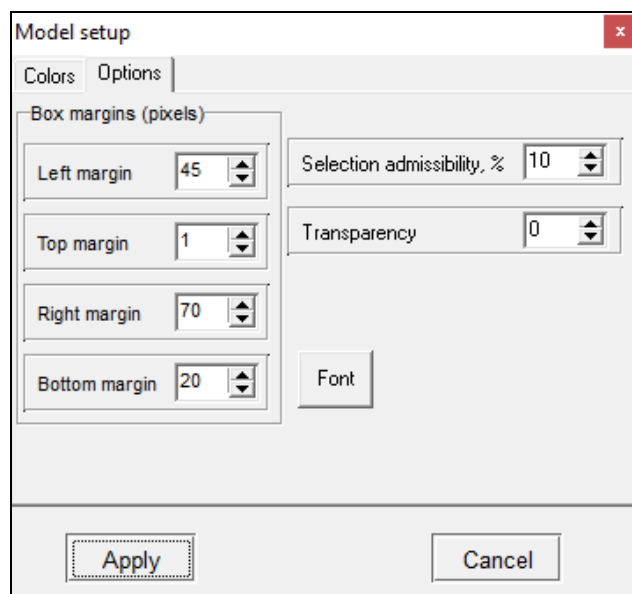 Model setup
x
Colors Options
Box margins (pixels)
Left margin 45
Top margin 1
Right margin 70
Bottom margin 20
Selection admissibility, % 10
Transparency 0
Font
Apply Cancel